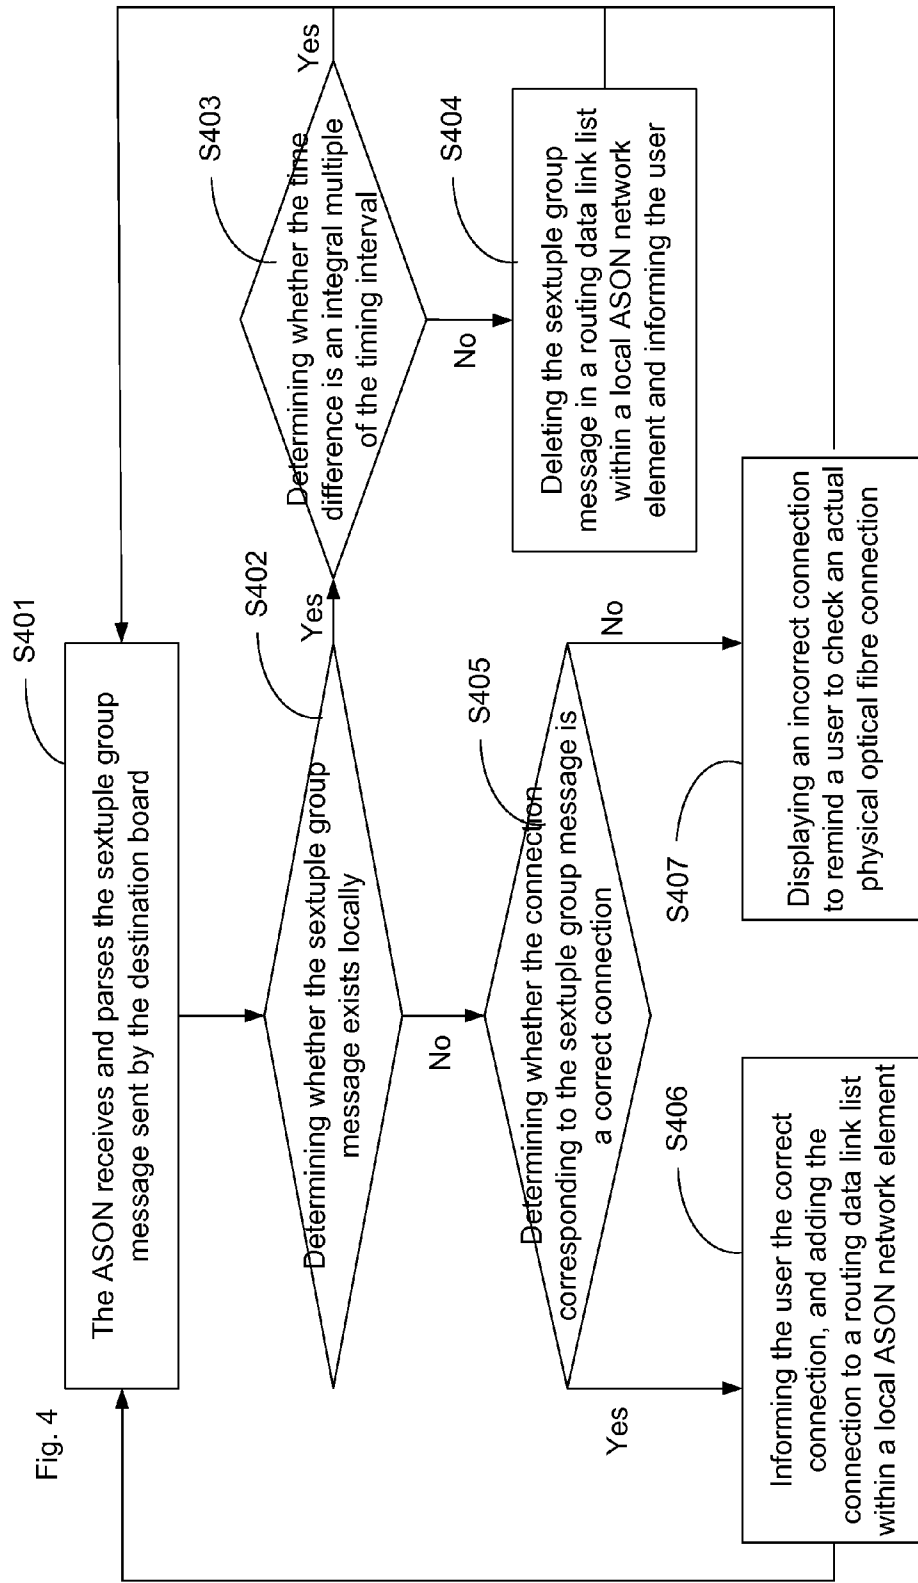 Fig. 4
S401
The ASON receives and parses the sextuple group
message sent by the destination board
S402
Determining whether the sextuple group
message exists locally
Yes
No
S403
Determining whether the time
difference is an integral multiple
of the timing interval
Yes
No
S404
Deleting the sextuple group
message in a routing data link list
within a local ASON network
element and informing the user
S405
Determining whether the connection
corresponding to the sextuple group message is
a correct connection
Yes
No
S406
Informing the user the correct
connection, and adding the
connection to a routing data link list
within a local ASON network element
S407
Displaying an incorrect connection
to remind a user to check an actual
physical optical fibre connection